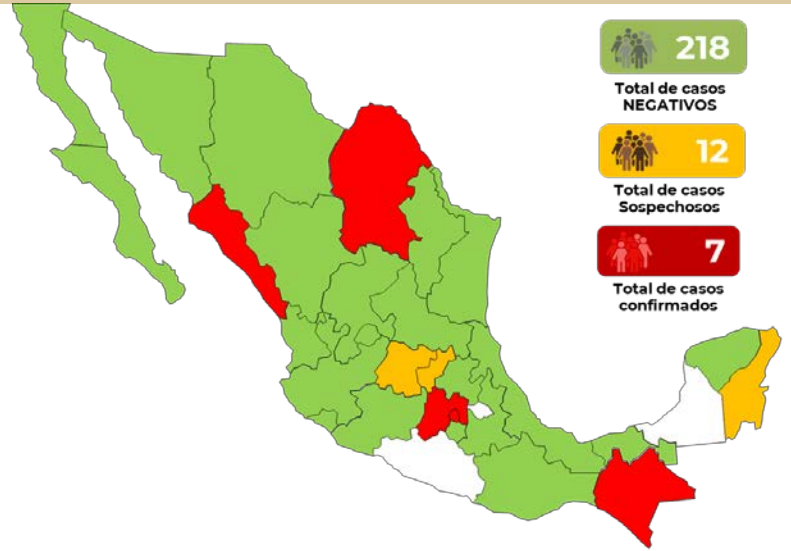 218
Total de casos
NEGATIVOS
12
Total de casos
Sospechosos
7
Total de casos
confirmados